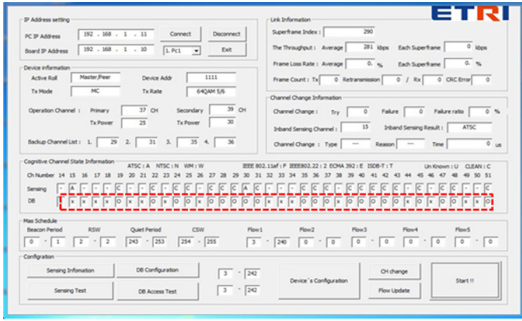 ETRI
IP Address setting
PC IP Address 192 . 168 . 1 . 11 Connect Disconnect
Board IP Address 192 . 168 . 1 . 10 1. Pc1 Exit
Link Information
Superframe Index : 290
The Throughput : Average 281 kbps Each Superframe 0 kbps
Frame Loss Rate : Average 0. % Each Superframe 0. %
Frame Count : Tx 0 Retransmission 0 / Rx 0 CRC Error 0
Device information
Active Roll Master/Peer Device Addr 1111
Tx Mode MC Tx Rate 64QAM 5/6
Operation Channel : Primary 37 CH Secondary 39 CH
Tx Power 25 Tx Power 30
Backup Channel List : 1. 29 2. 31 3. 35 4. 36
Channel Change Information
Channel Change : Try 0 Failure 0 Failure ratio 0 %
Inband Sensing Channel : 15 Inband Sensing Result : ATSC
Channel Change : Type --- Reason ---- Time 0 us
Cognitive Channel State Information
ATSC : A NTSC : N WM : W IEEE 802.11af : F IEEE802.22 : 2 ECMA 392 : E ISDB-T : T Un Known : U CLEAN : C
Ch Number 14 15 16 17 18 19 20 21 22 23 24 25 26 27 28 29 30 31 32 33 34 35 36 37 38 39 40 41 42 43 44 45 46 47 48 49 50 51
Sensing
DB
Mas Schedule
Beacon Period RSW Quiet Period CSW Flow1 Flow2 Flow3 Flow4 Flow5
0 - 1 2 - 2 243 - 253 254 - 255 3 - 240 0 - 0 0 - 0 0 - 0 0 - 0
Configration
Sensing Infomation DB Configuration 3 - 242 Device`s Configuration CH change Start !!
Sensing Test DB Access Test 3 - 242 Flow Update